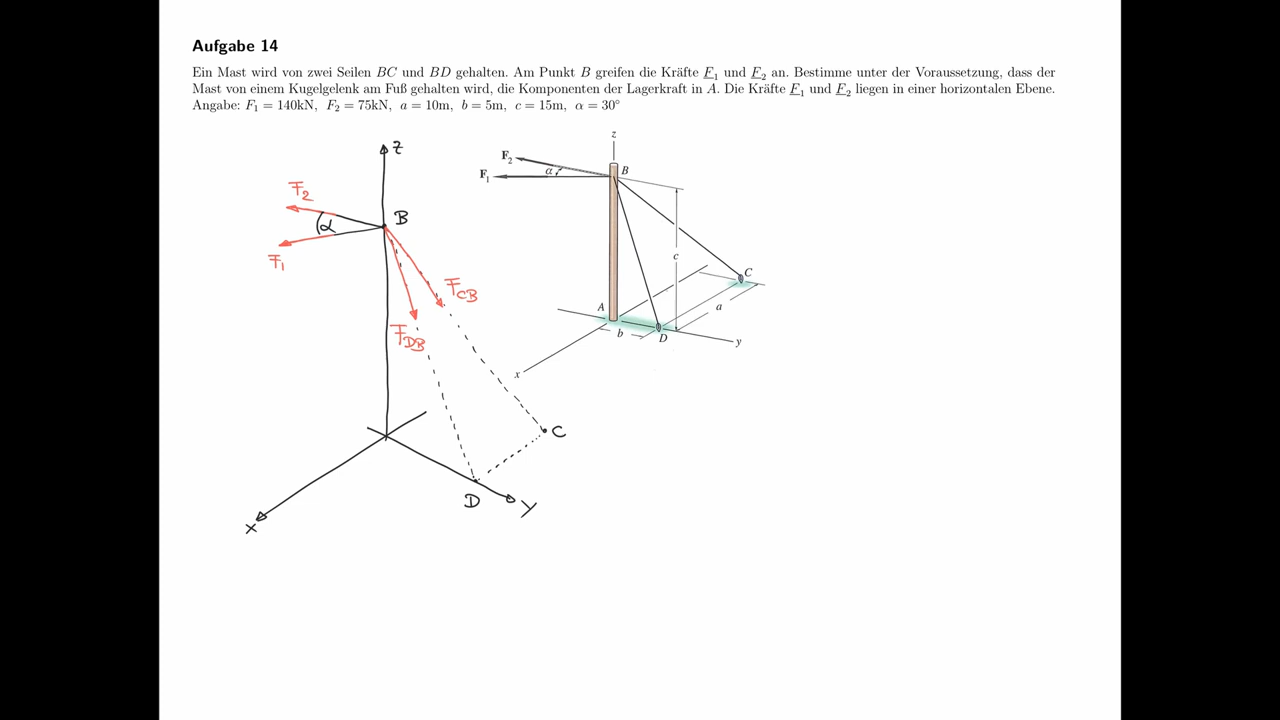 Aufgabe 14
Ein Mast wird von zwei Seilen BC und BD gehalten. Am Punkt B greifen die Kräfte F₁ und F₂ an. Bestimme unter der Voraussetzung, dass der
Mast von einem Kugelgelenk am Fuß gehalten wird, die Komponenten der Lagerkraft in A. Die Kräfte F₁ und F₂ liegen in einer horizontalen Ebene.
Angabe: F₁ = 140kN, F₂ = 75kN, a = 10m, b = 5m, c = 15m, α = 30°
z
F₂
α
B
F₁
c
C
a
A
b
D
y
x
z
F₂
B
α
F₁
F_CB
F_DB
C
D
y
x